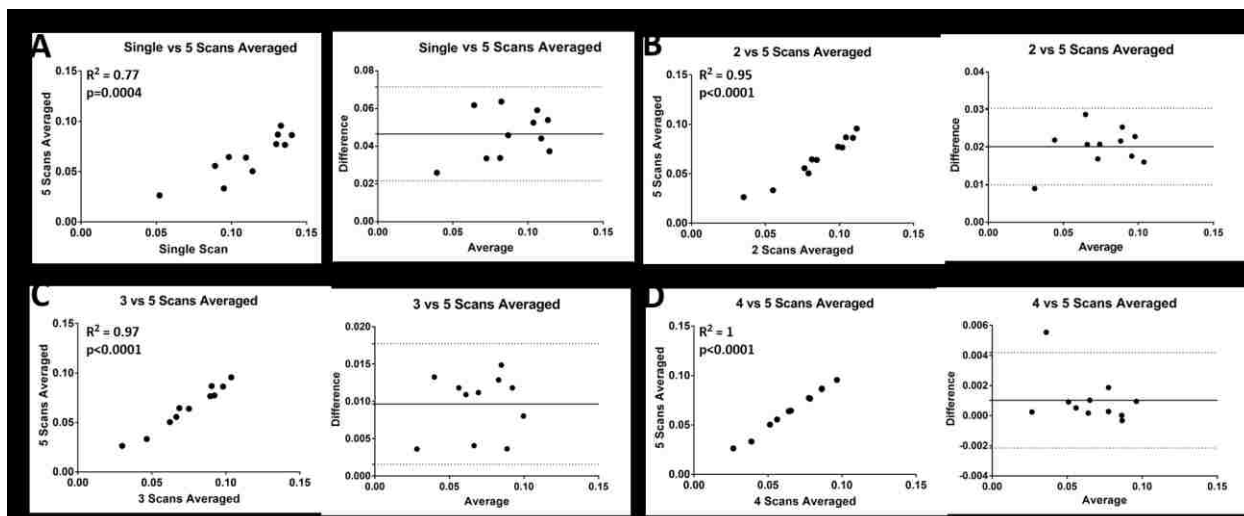 A
Single vs 5 Scans Averaged
R² = 0.77
p=0.0004
5 Scans Averaged
0.15
0.10
0.05
0.00
0.00 0.05 0.10 0.15
Single Scan
Single vs 5 Scans Averaged
Difference
0.08
0.06
0.04
0.02
0.00
0.00 0.05 0.10 0.15
Average
B
2 vs 5 Scans Averaged
R² = 0.95
p<0.0001
5 Scans Averaged
0.15
0.10
0.05
0.00
0.00 0.05 0.10 0.15
2 Scans Averaged
2 vs 5 Scans Averaged
Difference
0.04
0.03
0.02
0.01
0.00
0.00 0.05 0.10 0.15
Average
C
3 vs 5 Scans Averaged
R² = 0.97
p<0.0001
5 Scans Averaged
0.15
0.10
0.05
0.00
0.00 0.05 0.10 0.15
3 Scans Averaged
3 vs 5 Scans Averaged
Difference
0.020
0.015
0.010
0.005
0.000
0.00 0.05 0.10 0.15
Average
D
4 vs 5 Scans Averaged
R² = 1
p<0.0001
5 Scans Averaged
0.15
0.10
0.05
0.00
0.00 0.05 0.10 0.15
4 Scans Averaged
4 vs 5 Scans Averaged
Difference
0.006
0.004
0.002
0.000
-0.002
-0.004
0.00 0.05 0.10 0.15
Average